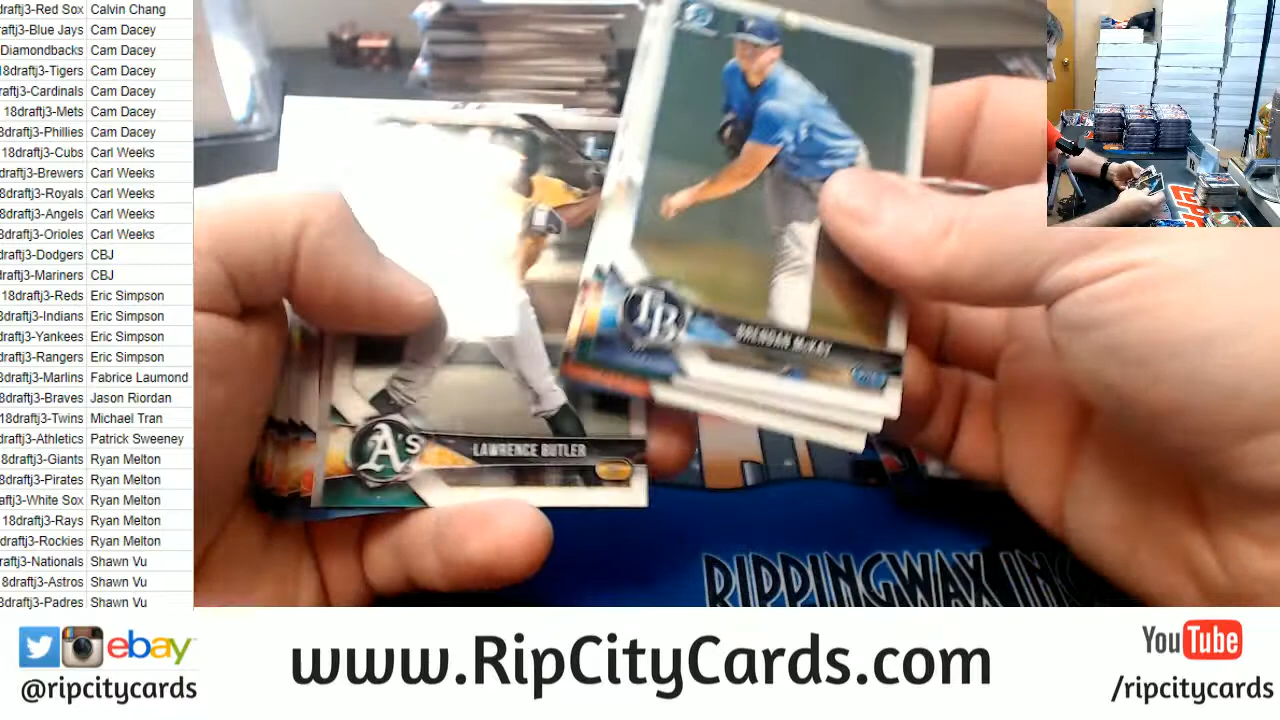 draftj3-Red Sox Calvin Chang
raftj3-Blue Jays Cam Dacey
Diamondbacks Cam Dacey
18draftj3-Tigers Cam Dacey
draftj3-Cardinals Cam Dacey
18draftj3-Mets Cam Dacey
8draftj3-Phillies Cam Dacey
18draftj3-Cubs Carl Weeks
draftj3-Brewers Carl Weeks
8draftj3-Royals Carl Weeks
8draftj3-Angels Carl Weeks
draftj3-Orioles Carl Weeks
draftj3-Dodgers CBJ
draftj3-Mariners CBJ
18draftj3-Reds Eric Simpson
8draftj3-Indians Eric Simpson
draftj3-Yankees Eric Simpson
draftj3-Rangers Eric Simpson
8draftj3-Marlins Fabrice Laumond
8draftj3-Braves Jason Riordan
18draftj3-Twins Michael Tran
draftj3-Athletics Patrick Sweeney
8draftj3-Giants Ryan Melton
8draftj3-Pirates Ryan Melton
aftj3-White Sox Ryan Melton
18draftj3-Rays Ryan Melton
draftj3-Rockies Ryan Melton
draftj3-Nationals Shawn Vu
8draftj3-Astros Shawn Vu
8draftj3-Padres Shawn Vu
TB
BRENDAN McKAY
A's
LAWRENCE BUTLER
RIPPINGWAX INC
ebay
@ripcitycards
www.RipCityCards.com
YouTube
/ripcitycards